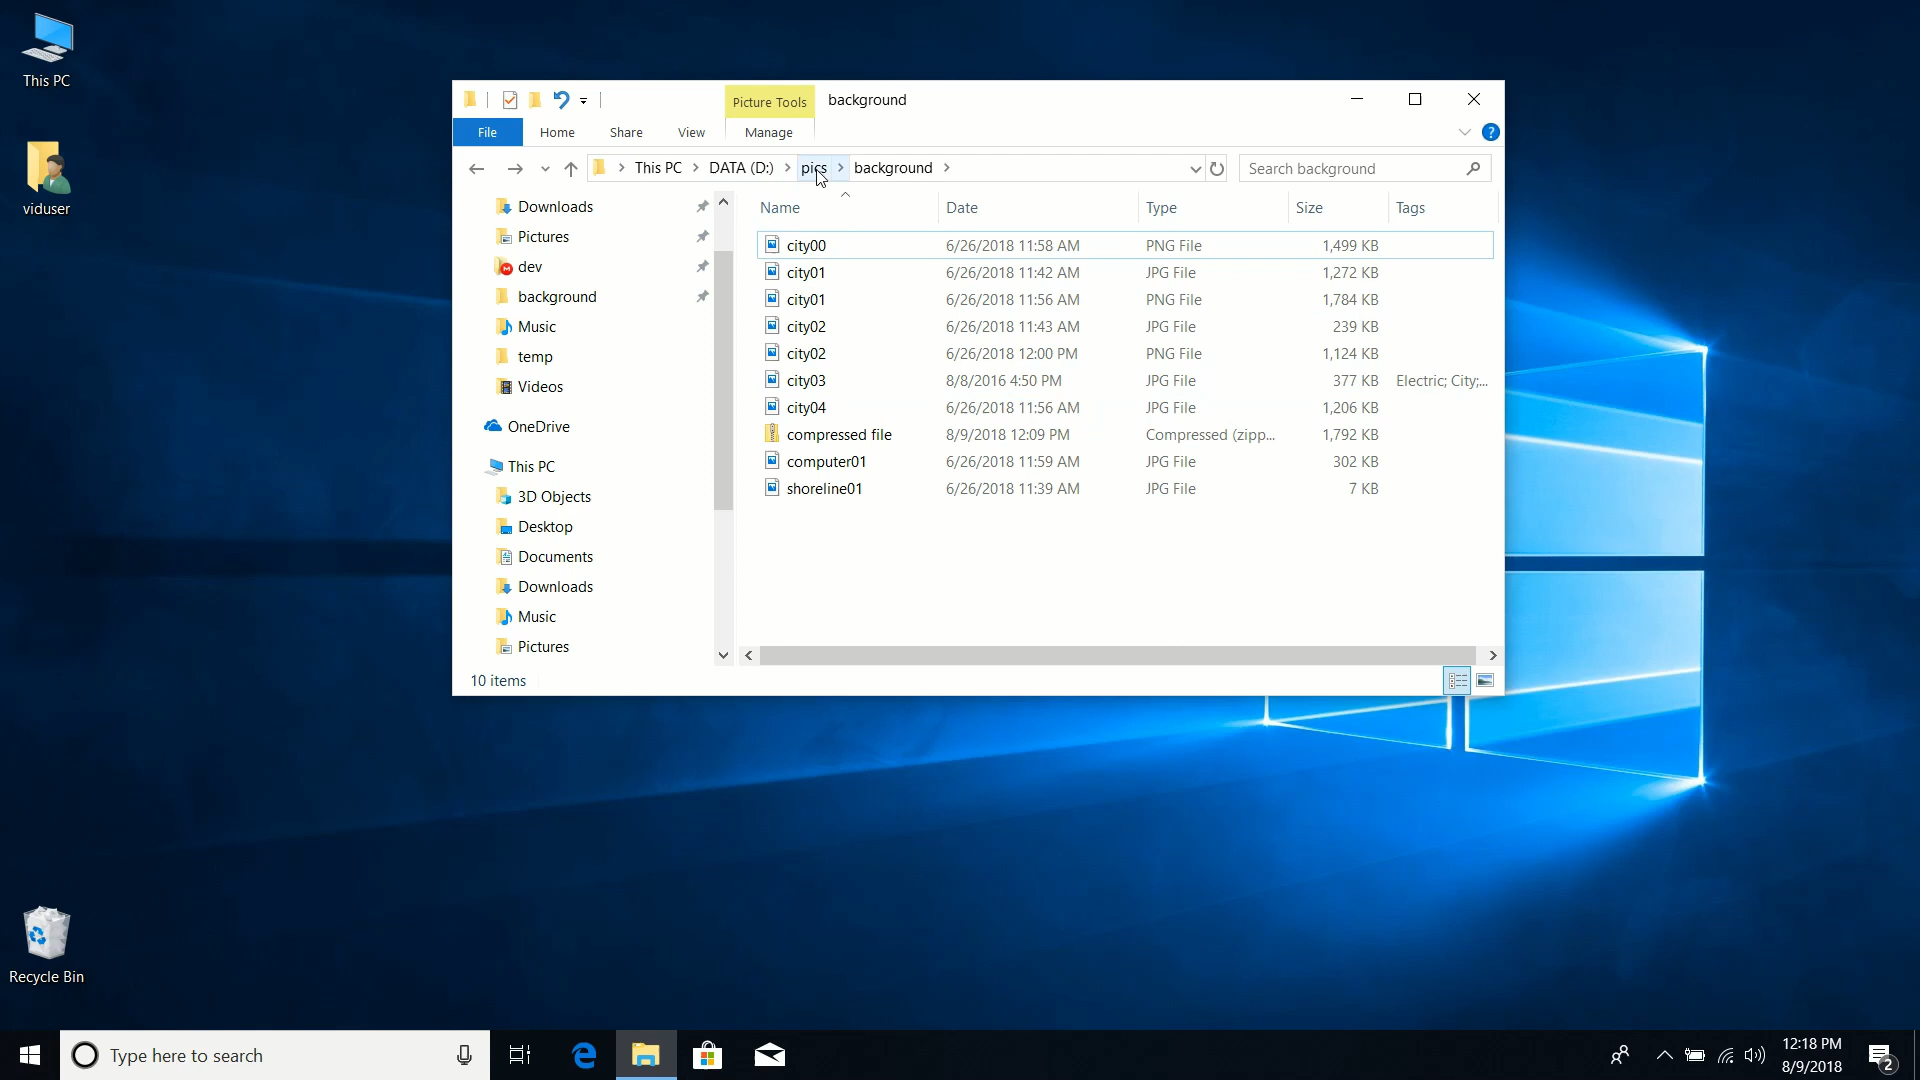 This PC
viduser
Recycle Bin
Picture Tools
background
File
Home
Share
View
Manage
This PC
DATA (D:)
pics
background
Search background
Downloads
Pictures
dev
background
Music
temp
Videos
OneDrive
This PC
3D Objects
Desktop
Documents
Downloads
Music
Pictures
Name Date Type Size Tags
city00 6/26/2018 11:58 AM PNG File 1,499 KB
city01 6/26/2018 11:42 AM JPG File 1,272 KB
city01 6/26/2018 11:56 AM PNG File 1,784 KB
city02 6/26/2018 11:43 AM JPG File 239 KB
city02 6/26/2018 12:00 PM PNG File 1,124 KB
city03 8/8/2016 4:50 PM JPG File 377 KB Electric; City;...
city04 6/26/2018 11:56 AM JPG File 1,206 KB
compressed file 8/9/2018 12:09 PM Compressed (zipp... 1,792 KB
computer01 6/26/2018 11:59 AM JPG File 302 KB
shoreline01 6/26/2018 11:39 AM JPG File 7 KB
10 items
Type here to search
12:18 PM
8/9/2018
2